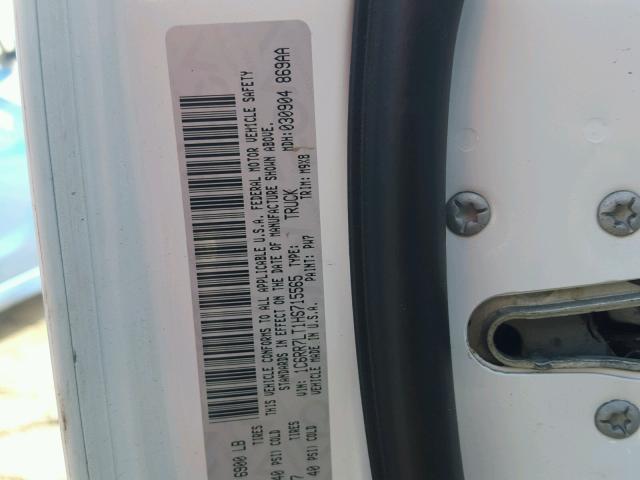 6900 LB
TIRES
40 PSI) COLD
THIS VEHICLE CONFORMS TO ALL APPLICABLE U.S.A. FEDERAL MOTOR VEHICLE SAFETY
STANDARDS IN EFFECT ON THE DATE OF MANUFACTURE SHOWN ABOVE.
VIN: 1C6RR7LT1HS715565 TYPE: TRUCK MDH:030904 869AA
VEHICLE MADE IN U.S.A. PAINT: PW7 TRIM: M9X8
TIRES
40 PSI) COLD